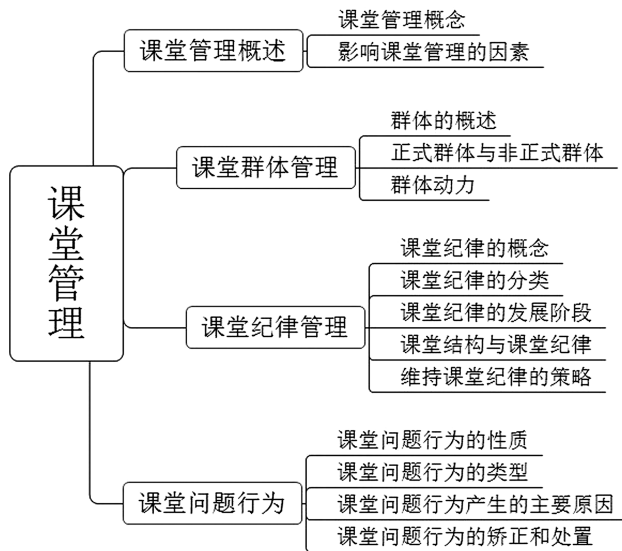 课堂管理
课堂管理概述
课堂管理概念
影响课堂管理的因素
课堂群体管理
群体的概述
正式群体与非正式群体
群体动力
课堂纪律管理
课堂纪律的概念
课堂纪律的分类
课堂纪律的发展阶段
课堂结构与课堂纪律
维持课堂纪律的策略
课堂问题行为
课堂问题行为的性质
课堂问题行为的类型
课堂问题行为产生的主要原因
课堂问题行为的矫正和处置